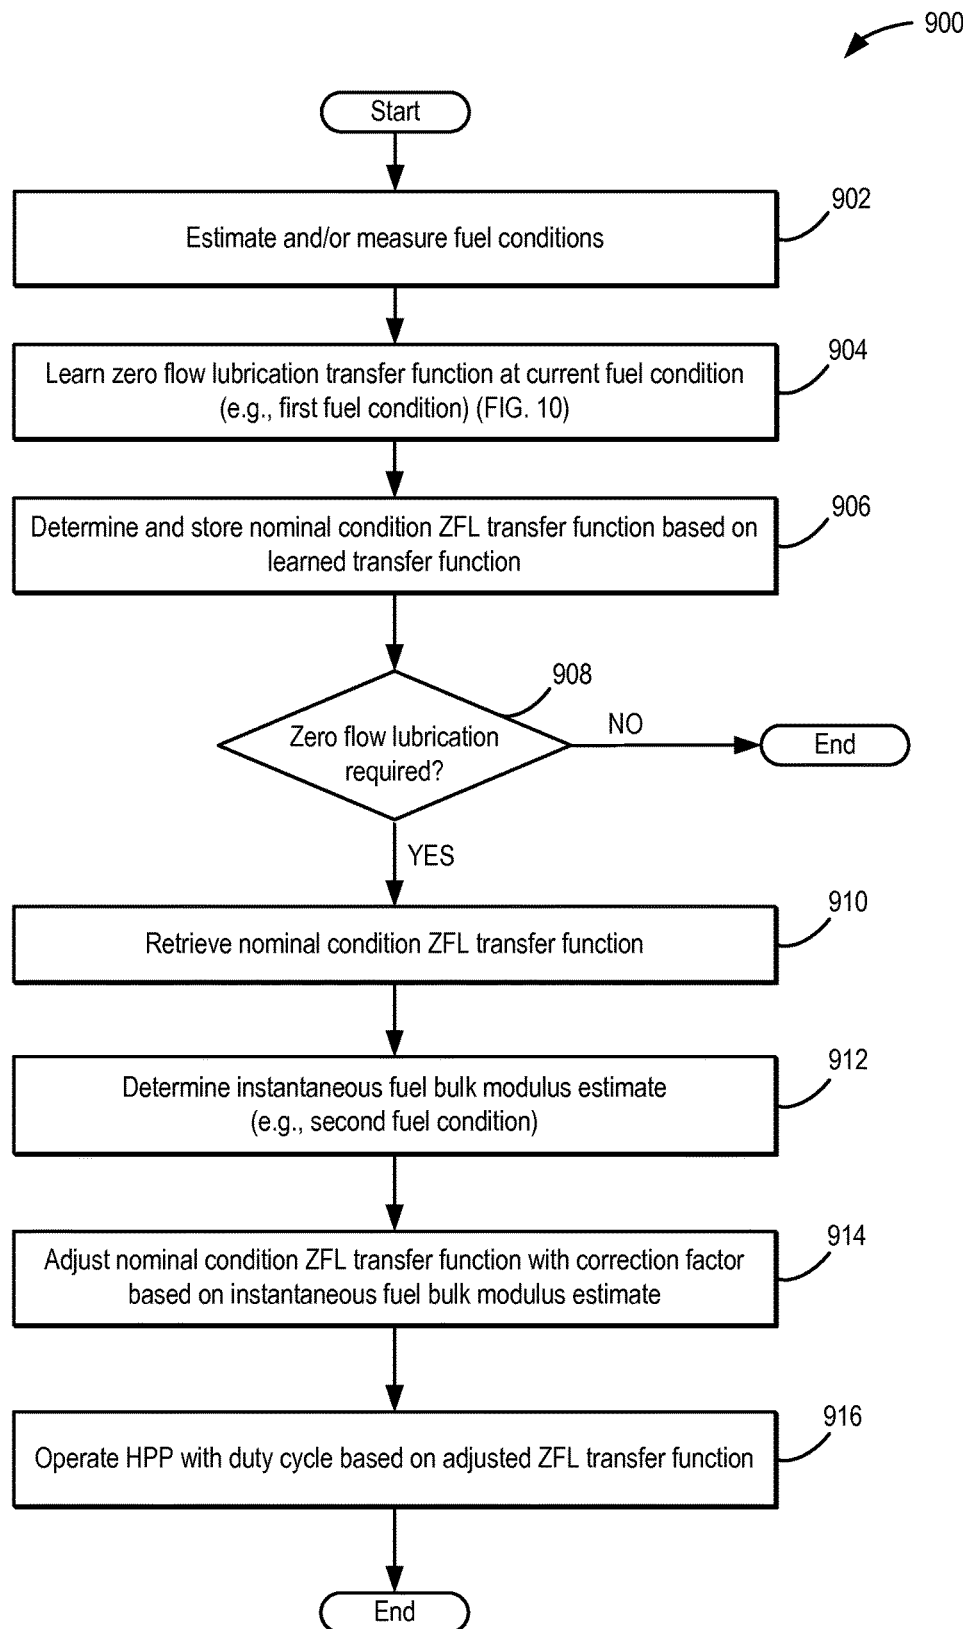 900
Start
902
Estimate and/or measure fuel conditions
904
Learn zero flow lubrication transfer function at current fuel condition
(e.g., first fuel condition) (FIG. 10)
906
Determine and store nominal condition ZFL transfer function based on
learned transfer function
908
Zero flow lubrication
required?
NO
End
YES
910
Retrieve nominal condition ZFL transfer function
912
Determine instantaneous fuel bulk modulus estimate
(e.g., second fuel condition)
914
Adjust nominal condition ZFL transfer function with correction factor
based on instantaneous fuel bulk modulus estimate
916
Operate HPP with duty cycle based on adjusted ZFL transfer function
End